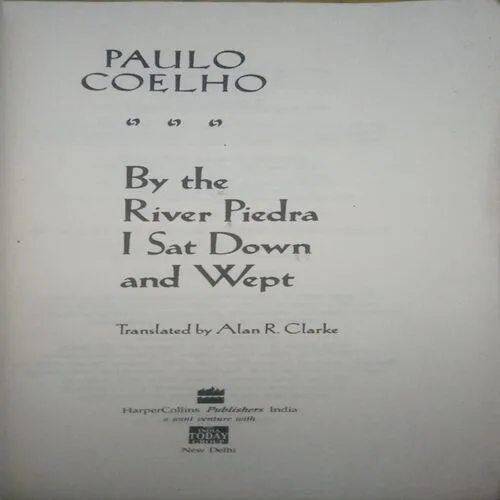 PAULO
COELHO
By the
River Piedra
I Sat Down
and Wept
Translated by Alan R. Clarke
HarperCollins Publishers India
a joint venture with
INDIA
TODAY
GROUP
New Delhi